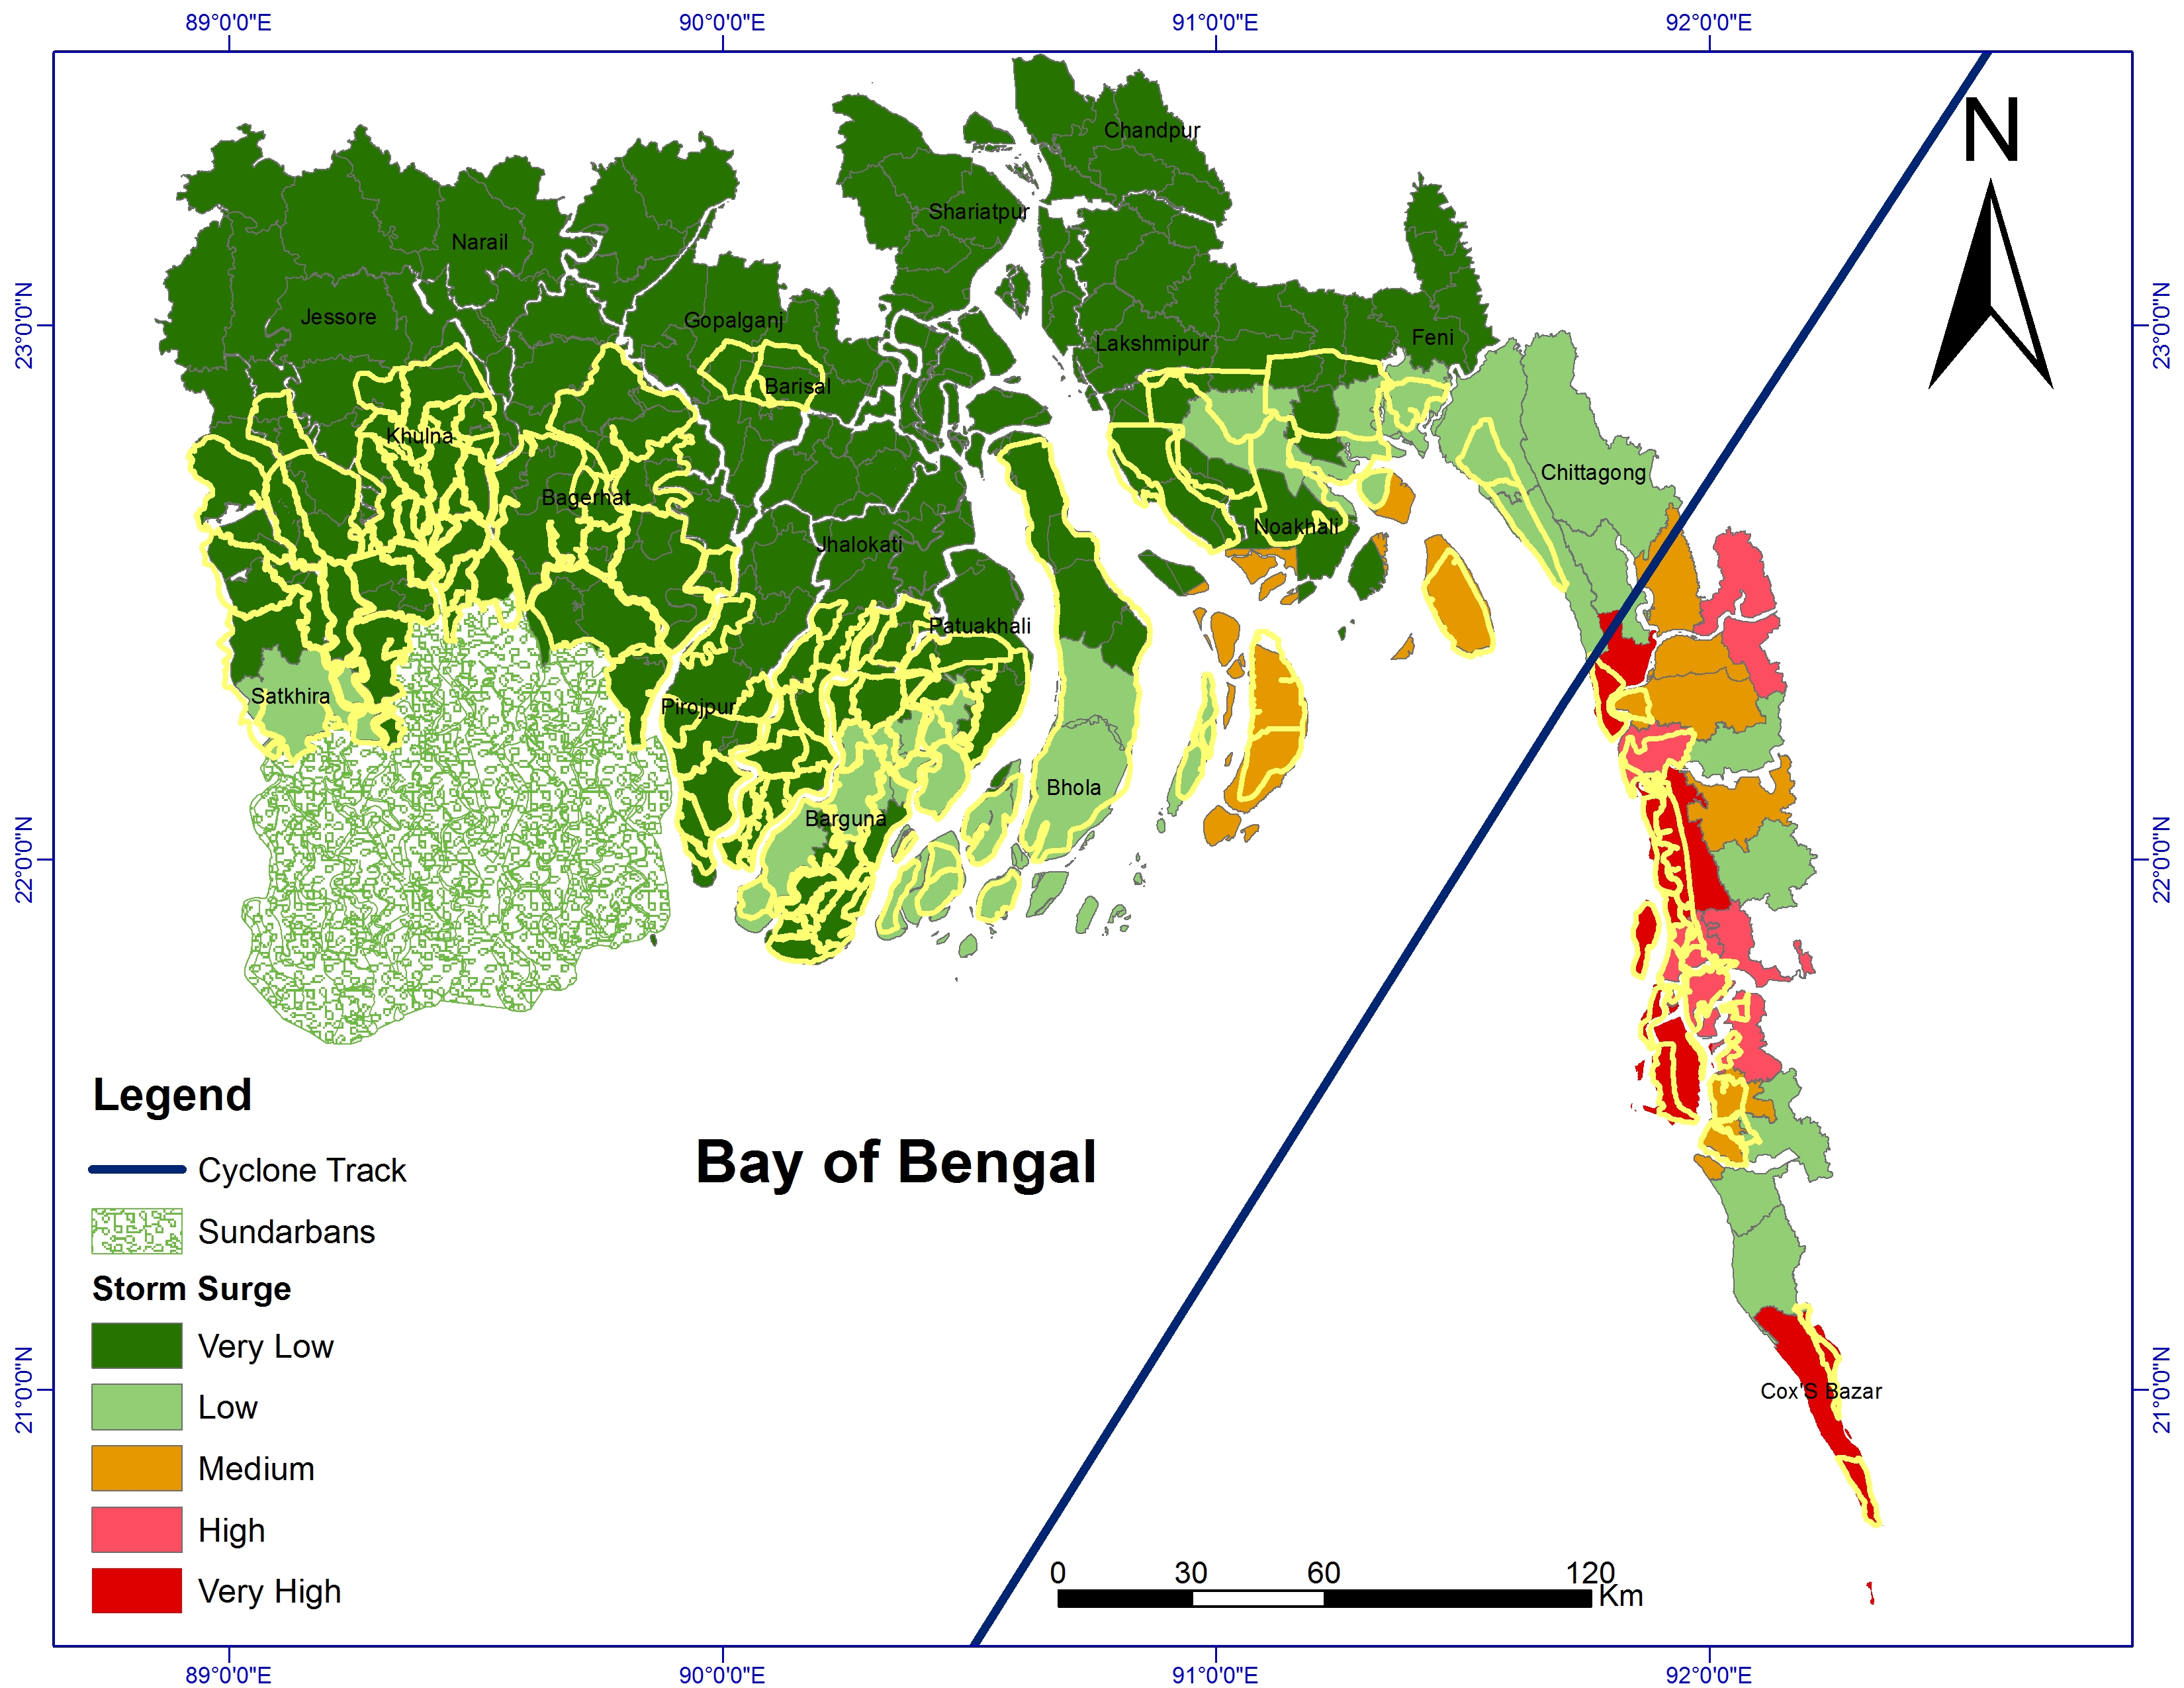 89°0'0"E
90°0'0"E
91°0'0"E
92°0'0"E
N
Chandpur
Shariatpur
Narail
23°0'0"N
23°0'0"N
Jessore
Gopalganj
Lakshmipur
Feni
Barisal
Khulna
Chittagong
Bagerhat
Noakhali
Jhalokati
Patuakhali
Satkhira
Pirojpur
Bhola
Barguna
22°0'0"N
22°0'0"N
Legend
Bay of Bengal
Cyclone Track
Sundarbans
Storm Surge
Very Low
21°0'0"N
21°0'0"N
Cox'S Bazar
Low
Medium
High
Very High
0 30 60 120
Km
89°0'0"E
90°0'0"E
91°0'0"E
92°0'0"E